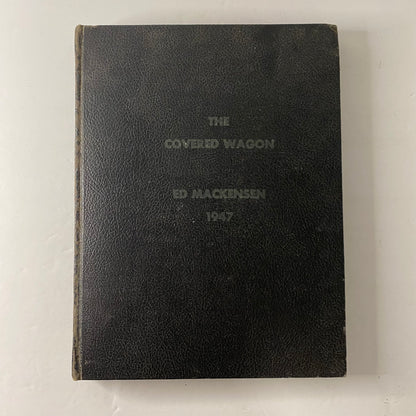 THE
COVERED WAGON
ED MACKENSEN
1947